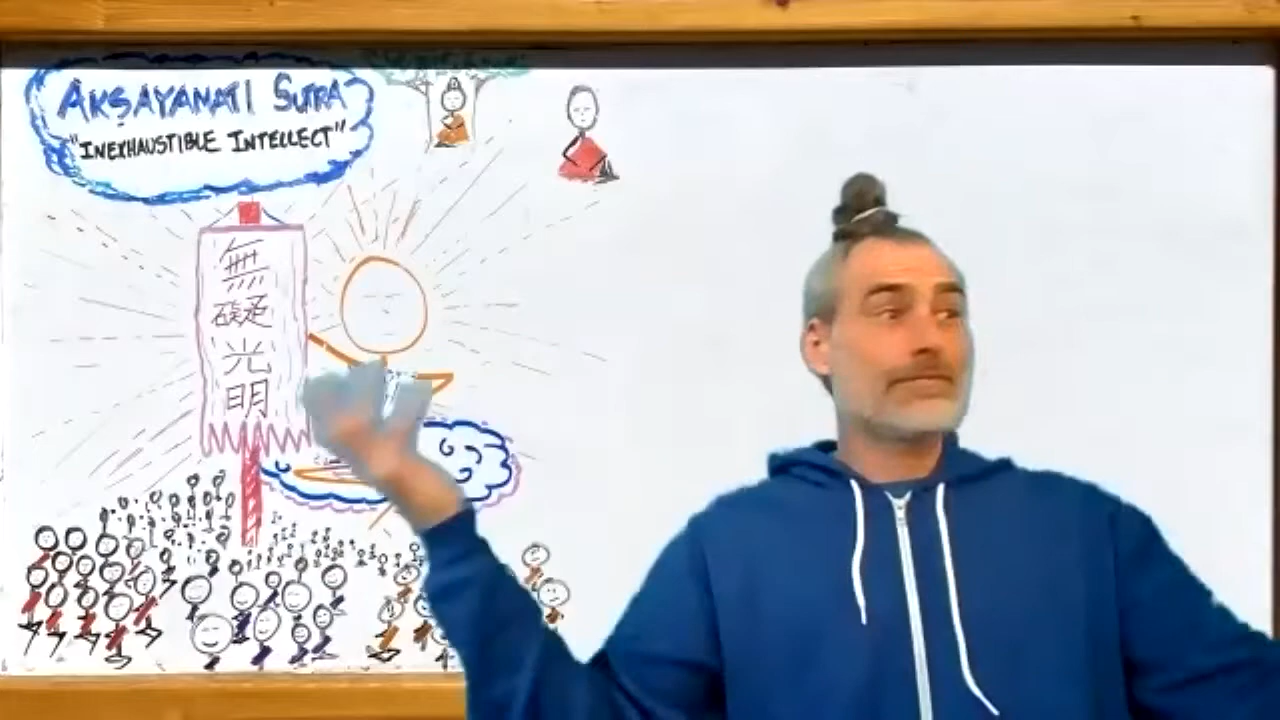 AKṢAYAMATI SUTRA
"INEXHAUSTIBLE INTELLECT"
無
礙
光
明